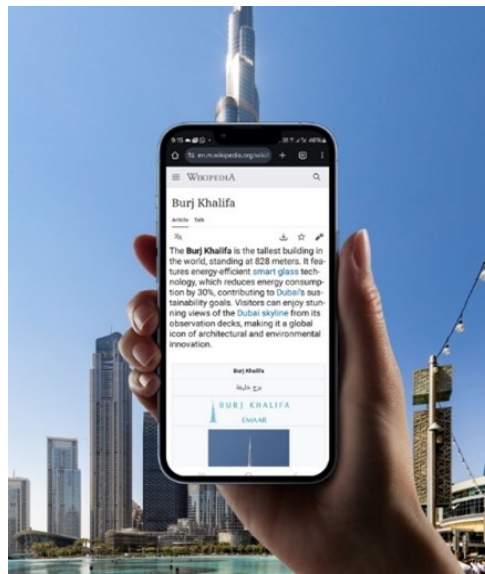 9:15
en.m.wikipedia.org/wiki/
WIKIPEDIA
Burj Khalifa
Article Talk
The Burj Khalifa is the tallest building in
the world, standing at 828 meters. It fea-
tures energy-efficient smart glass tech-
nology, which reduces energy consump-
tion by 30%, contributing to Dubai's sus-
tainability goals. Visitors can enjoy stun-
ning views of the Dubai skyline from its
observation decks, making it a global
icon of architectural and environmental
innovation.
Burj Khalifa
برج خليفة
BURJ KHALIFA
EMAAR